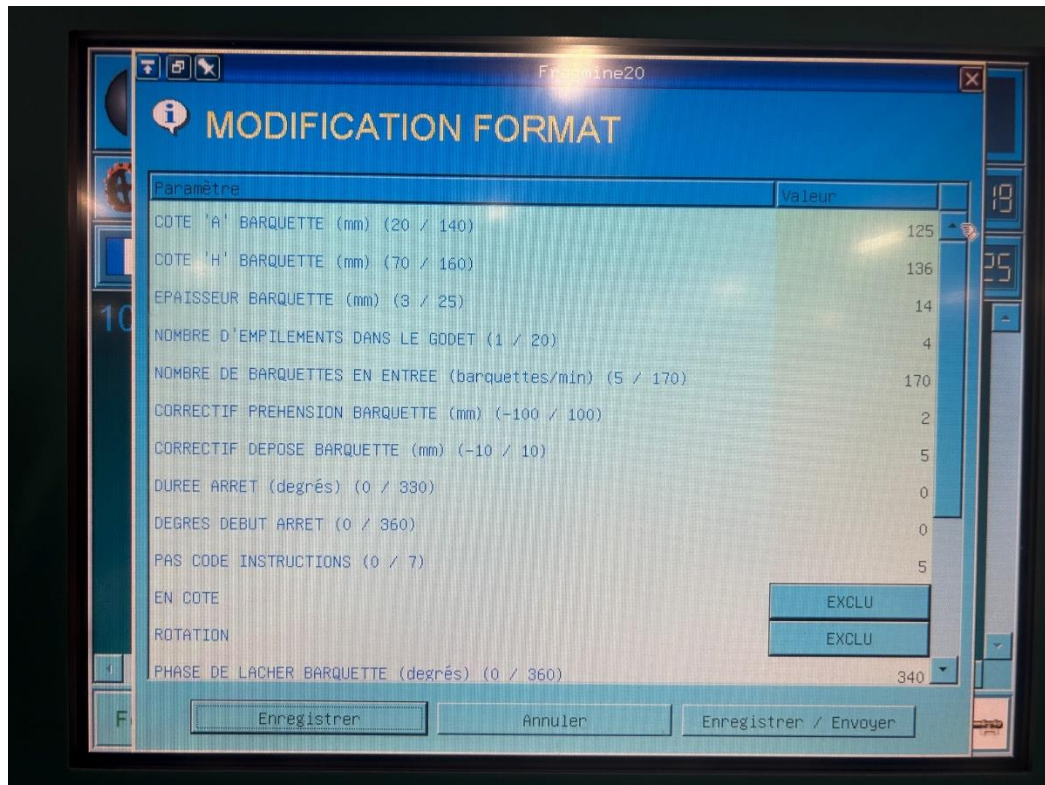 Fragmine20
MODIFICATION FORMAT
Paramètre Valeur
COTE 'A' BARQUETTE (mm) (20 / 140) 125
COTE 'H' BARQUETTE (mm) (70 / 160) 136
EPAISSEUR BARQUETTE (mm) (3 / 25) 14
NOMBRE D'EMPILEMENTS DANS LE GODET (1 / 20) 4
NOMBRE DE BARQUETTES EN ENTREE (barquettes/min) (5 / 170) 170
CORRECTIF PREHENSION BARQUETTE (mm) (-100 / 100) 2
CORRECTIF DEPOSE BARQUETTE (mm) (-10 / 10) 5
DUREE ARRET (degrés) (0 / 330) 0
DEGRES DEBUT ARRET (0 / 360) 0
PAS CODE INSTRUCTIONS (0 / 7) 5
EN COTE EXCLU
ROTATION EXCLU
PHASE DE LACHER BARQUETTE (degrés) (0 / 360) 340
Enregistrer Annuler Enregistrer / Envoyer
19
25
10